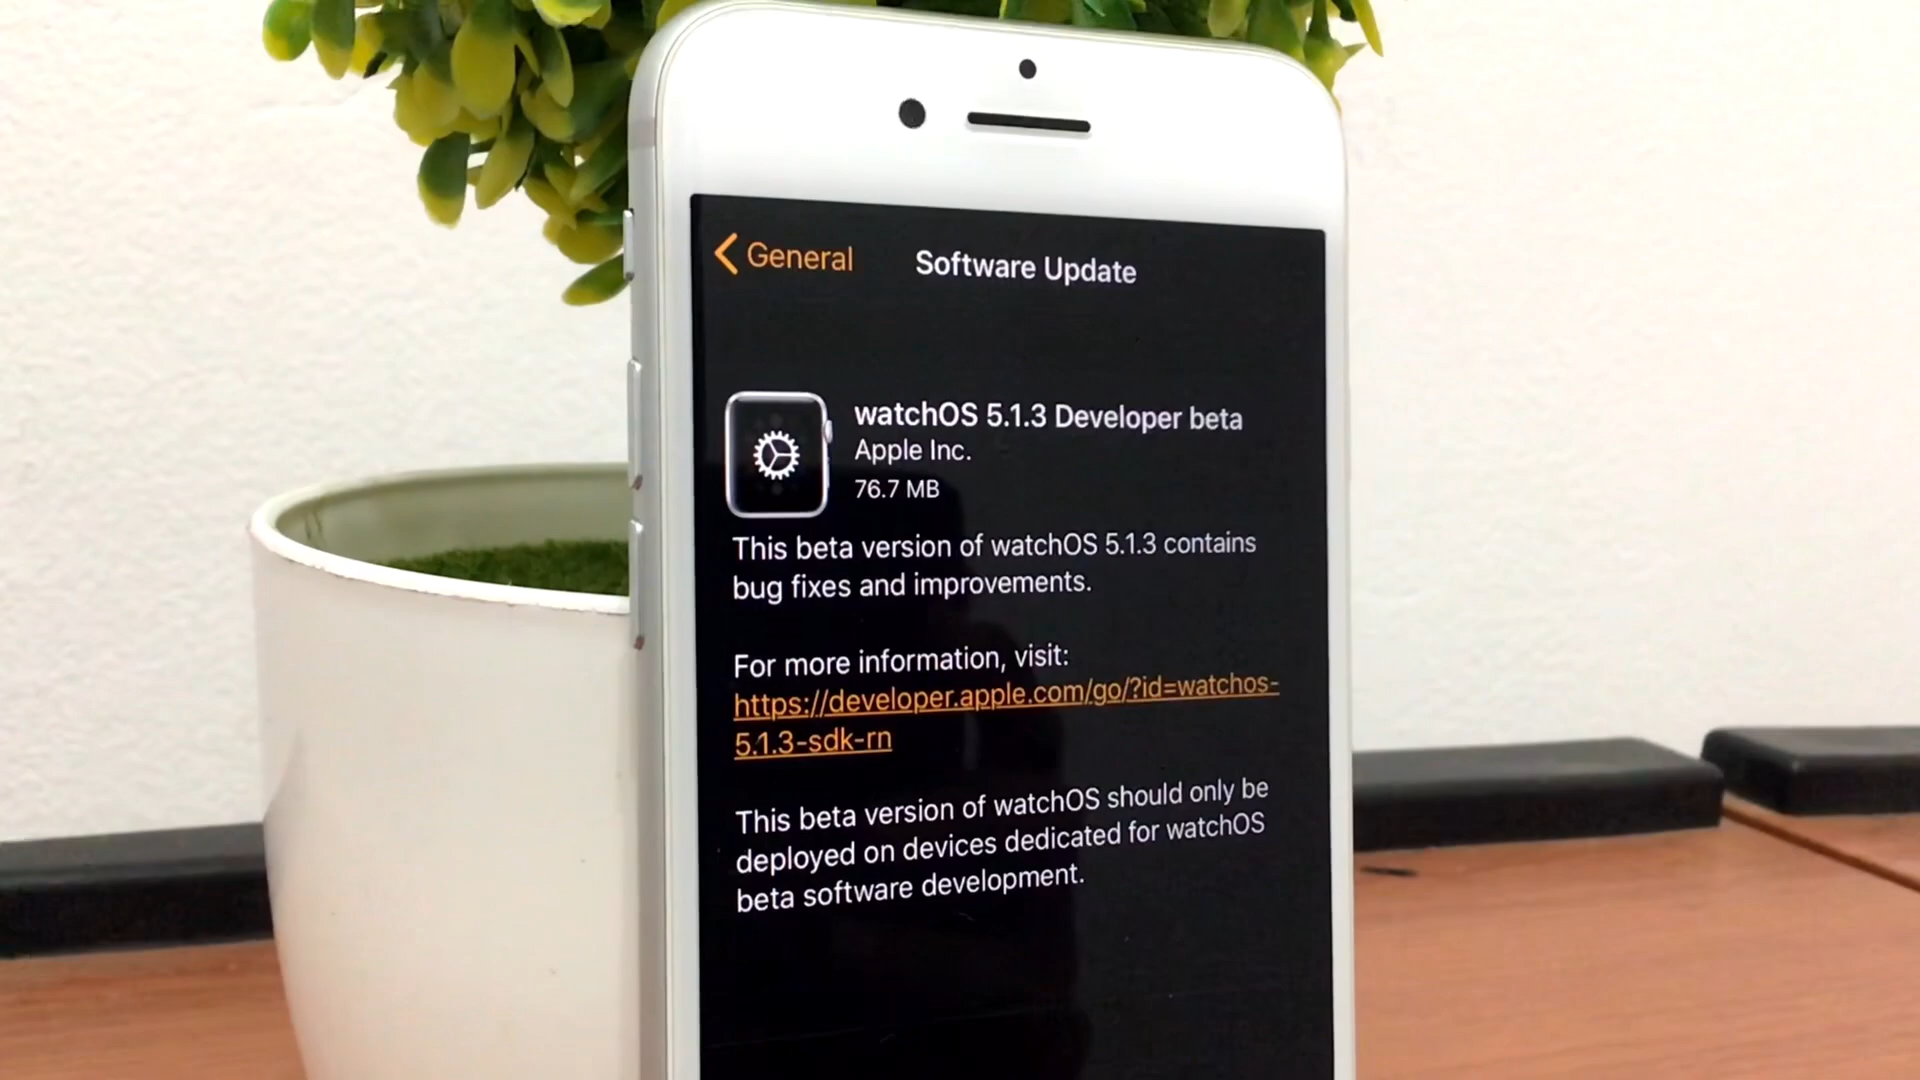 General
Software Update
watchOS 5.1.3 Developer beta
Apple Inc.
76.7 MB
This beta version of watchOS 5.1.3 contains
bug fixes and improvements.
For more information, visit:
https://developer.apple.com/go/?id=watchos-
5.1.3-sdk-rn
This beta version of watchOS should only be
deployed on devices dedicated for watchOS
beta software development.